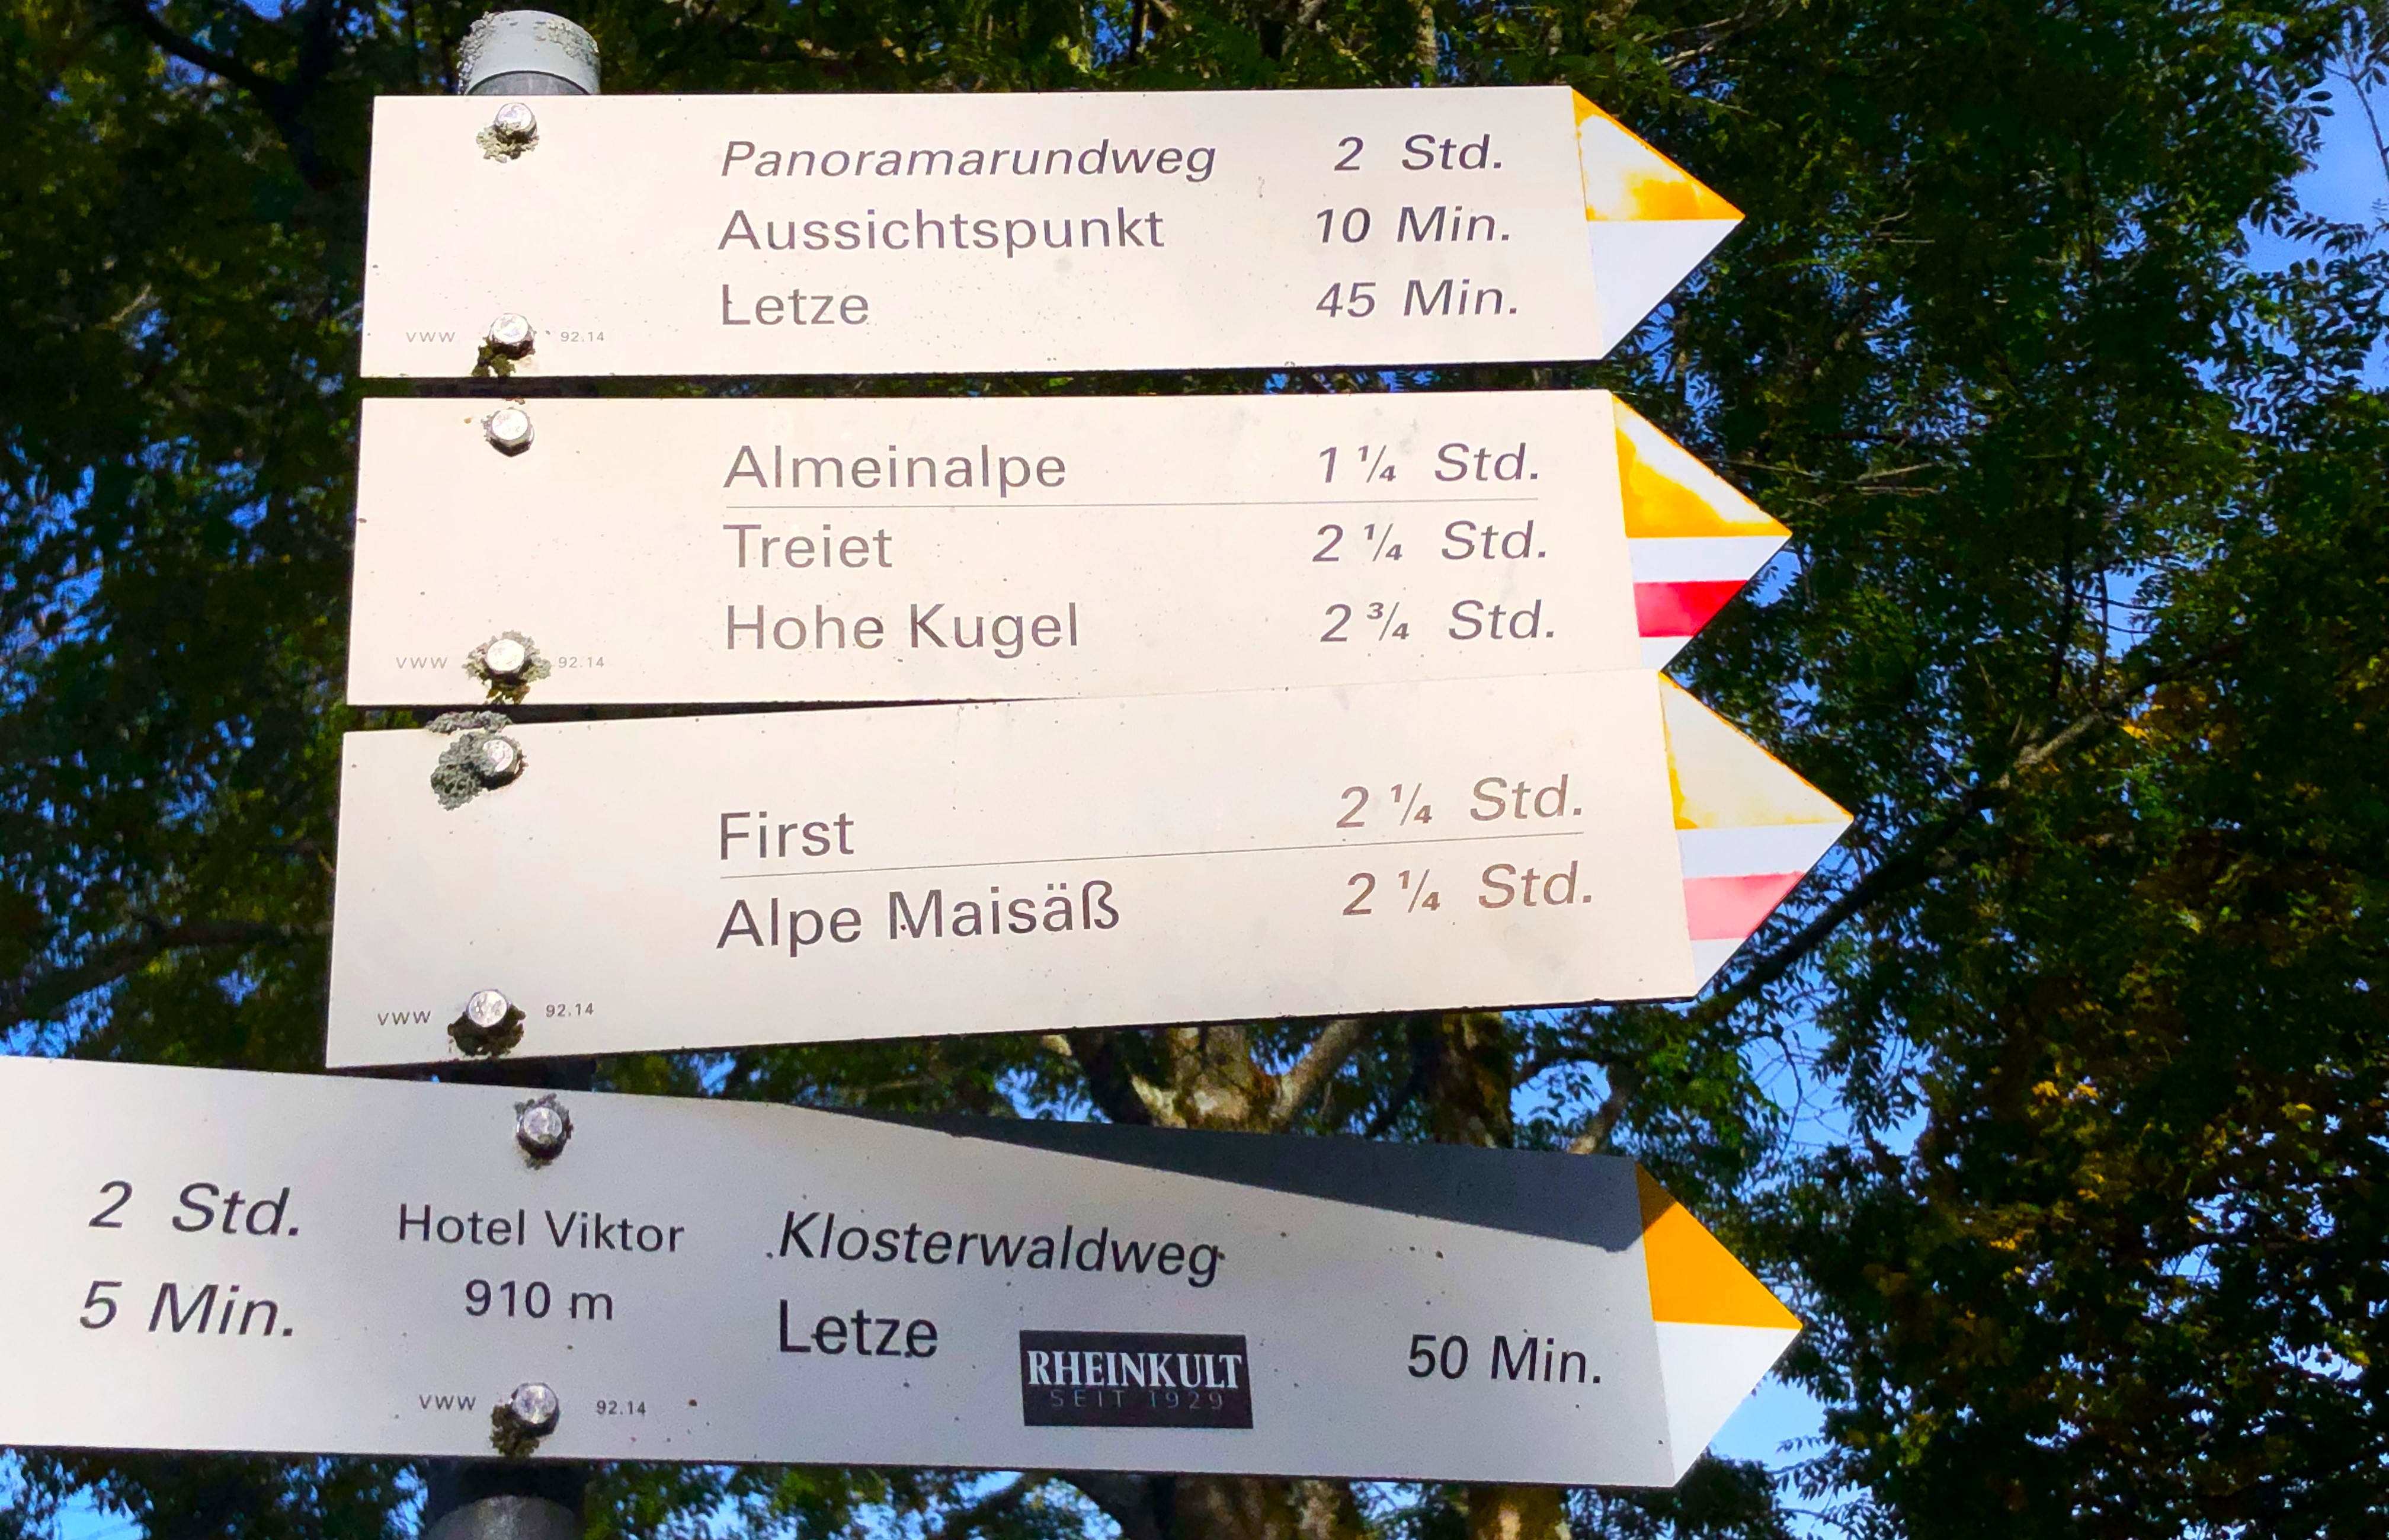 Panoramarundweg 2 Std.
Aussichtspunkt 10 Min.
Letze 45 Min.
VWW 92.14
Almeinalpe 1 ¼ Std.
Treiet 2 ¼ Std.
Hohe Kugel 2 ¾ Std.
VWW 92.14
First 2 ¼ Std.
Alpe Maisäß 2 ¼ Std.
VWW 92.14
2 Std.
5 Min.
Hotel Viktor
910 m
VWW 92.14
Klosterwaldweg
Letze 50 Min.
RHEINKULT
SEIT 1929